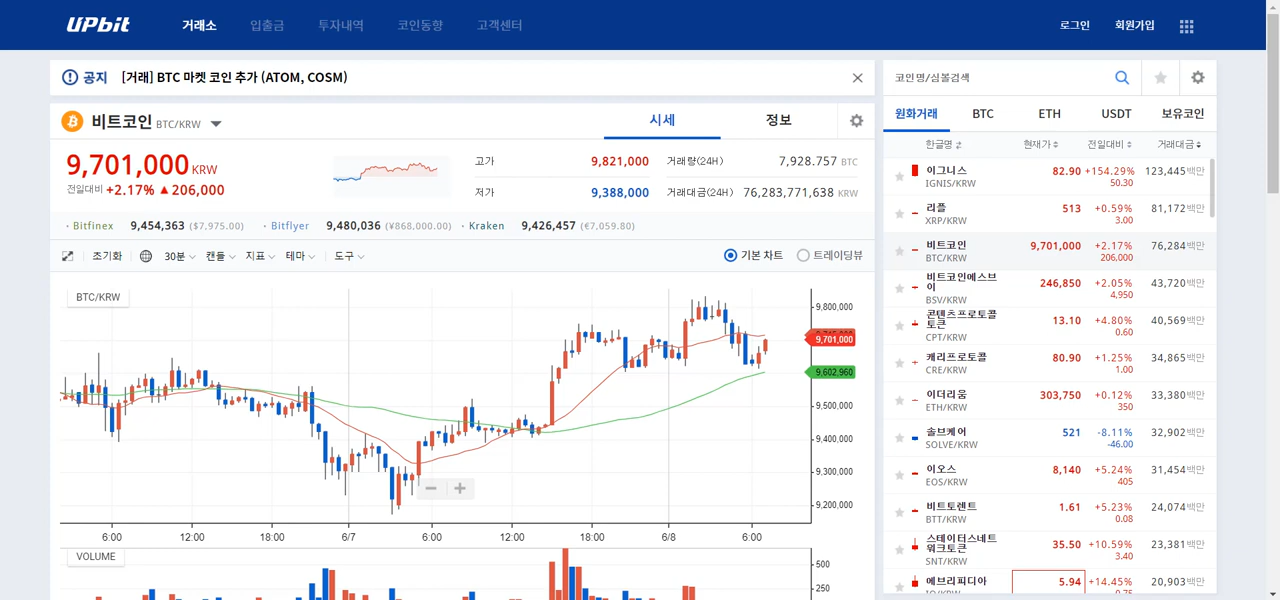 UPbit 거래소 입출금 투자내역 코인동향 고객센터 로그인 회원가입
공지 [거래] BTC 마켓 코인 추가 (ATOM, COSM)
비트코인 BTC/KRW 시세 정보
9,701,000 KRW
전일대비 +2.17% ▲206,000
고가 9,821,000 거래량(24H) 7,928.757 BTC
저가 9,388,000 거래대금(24H) 76,283,771,638 KRW
· Bitfinex 9,454,363 ($7,975.00) · Bitflyer 9,480,036 (¥868,000.00) · Kraken 9,426,457 (€7,059.80)
초기화 30분 캔들 지표 테마 도구 기본 차트 트레이딩뷰
BTC/KRW
9,800,000
9,701,000
9,602,960
9,500,000
9,400,000
9,300,000
9,200,000
6:00 12:00 18:00 6/7 6:00 12:00 18:00 6/8 6:00
VOLUME
500
250
코인명/심볼검색
원화거래 BTC ETH USDT 보유코인
한글명 현재가 전일대비 거래대금
이그니스 82.90 +154.29% 123,445백만
IGNIS/KRW 50.30
리플 513 +0.59% 81,172백만
XRP/KRW 3.00
비트코인 9,701,000 +2.17% 76,284백만
BTC/KRW 206,000
비트코인에스브이 246,850 +2.05% 43,720백만
BSV/KRW 4,950
콘텐츠프로토콜토큰 13.10 +4.80% 40,569백만
CPT/KRW 0.60
캐리프로토콜 80.90 +1.25% 34,865백만
CRE/KRW 1.00
이더리움 303,750 +0.12% 33,380백만
ETH/KRW 350
솔브케어 521 -8.11% 32,902백만
SOLVE/KRW -46.00
이오스 8,140 +5.24% 31,454백만
EOS/KRW 405
비트토렌트 1.61 +5.23% 24,074백만
BTT/KRW 0.08
스테이터스네트워크토큰 35.50 +10.59% 23,381백만
SNT/KRW 3.40
에브리피디아 5.94 +14.45% 20,903백만